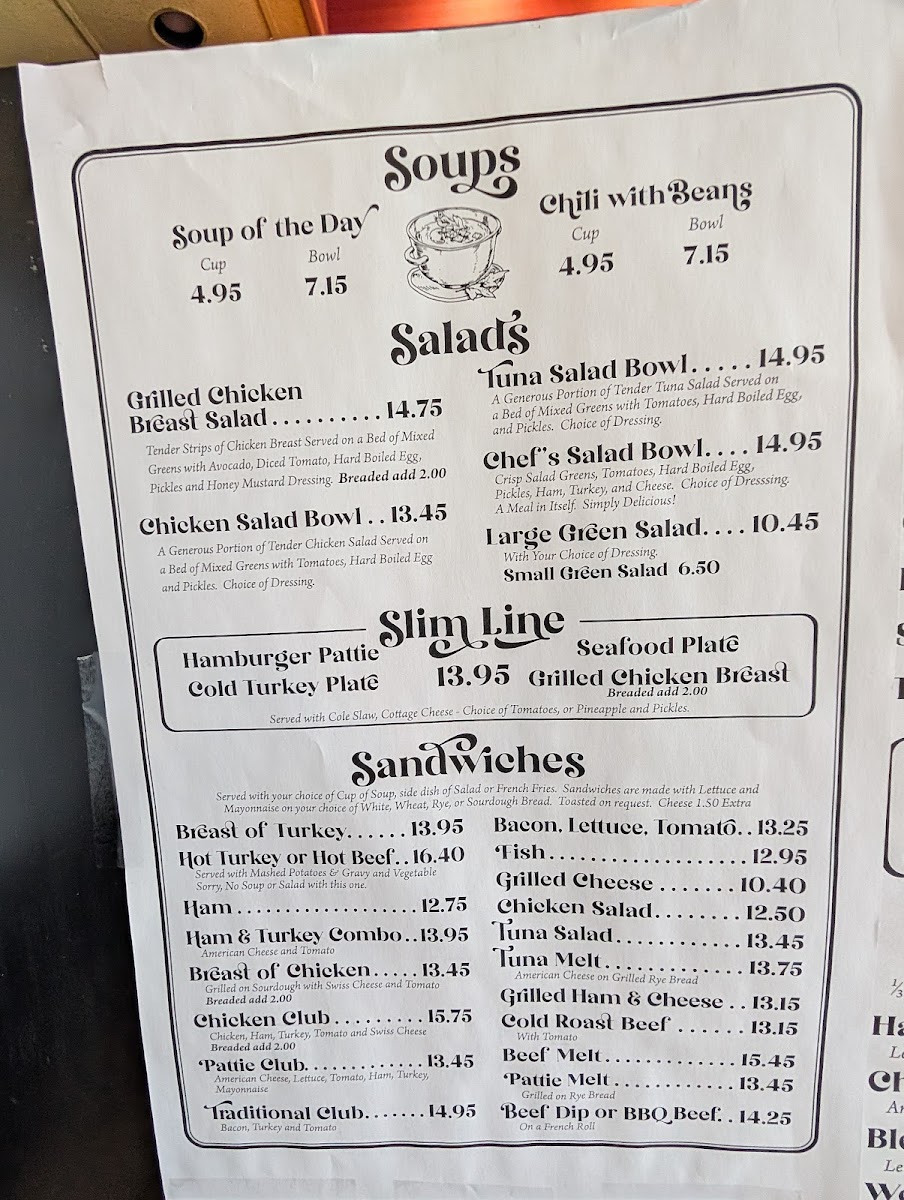 Soups
Soup of the Day
Cup Bowl
4.95 7.15
Chili with Beans
Cup Bowl
4.95 7.15
Salad's
Grilled Chicken
Breast Salad.......... 14.75
Tender Strips of Chicken Breast Served on a Bed of Mixed
Greens with Avocado, Diced Tomato, Hard Boiled Egg,
Pickles and Honey Mustard Dressing. Breaded add 2.00
Chicken Salad Bowl.. 13.45
A Generous Portion of Tender Chicken Salad Served on
a Bed of Mixed Greens with Tomatoes, Hard Boiled Egg
and Pickles. Choice of Dressing.
Tuna Salad Bowl..... 14.95
A Generous Portion of Tender Tuna Salad Served on
a Bed of Mixed Greens with Tomatoes, Hard Boiled Egg,
and Pickles. Choice of Dressing.
Chef"s Salad Bowl.... 14.95
Crisp Salad Greens, Tomatoes, Hard Boiled Egg,
Pickles, Ham, Turkey, and Cheese. Choice of Dresssing.
A Meal in Itself. Simply Delicious!
Large Green Salad.... 10.45
With Your Choice of Dressing.
Small Green Salad 6.50
Slim Line
Hamburger Pattie
Cold Turkey Plate
13.95
Seafood Plate
Grilled Chicken Breast
Breaded add 2.00
Served with Cole Slaw, Cottage Cheese - Choice of Tomatoes, or Pineapple and Pickles.
Sandwiches
Served with your choice of Cup of Soup, side dish of Salad or French Fries. Sandwiches are made with Lettuce and
Mayonnaise on your choice of White, Wheat, Rye, or Sourdough Bread. Toasted on request. Cheese 1.50 Extra
Breast of Turkey...... 13.95
Hot Turkey or Hot Beef.. 16.40
Served with Mashed Potatoes & Gravy and Vegetable
Sorry, No Soup or Salad with this one.
Ham.................... 12.75
Ham & Turkey Combo.. 13.95
American Cheese and Tomato
Breast of Chicken..... 13.45
Grilled on Sourdough with Swiss Cheese and Tomato
Breaded add 2.00
Chicken Club......... 15.75
Chicken, Ham, Turkey, Tomato and Swiss Cheese
Breaded add 2.00
Pattie Club............. 13.45
American Cheese, Lettuce, Tomato, Ham, Turkey,
Mayonnaise
Traditional Club....... 14.95
Bacon, Turkey and Tomato
Bacon, Lettuce, Tomato.. 13.25
Fish..................... 12.95
Grilled Cheese....... 10.40
Chicken Salad........ 12.50
Tuna Salad............ 13.45
Tuna Melt............. 13.75
American Cheese on Grilled Rye Bread
Grilled Ham & Cheese.. 13.15
Cold Roast Beef...... 13.15
With Tomato
Beef Melt.............. 15.45
Pattie Melt............ 13.45
Grilled on Rye Bread
Beef Dip or BBQ Beef.. 14.25
On a French Roll